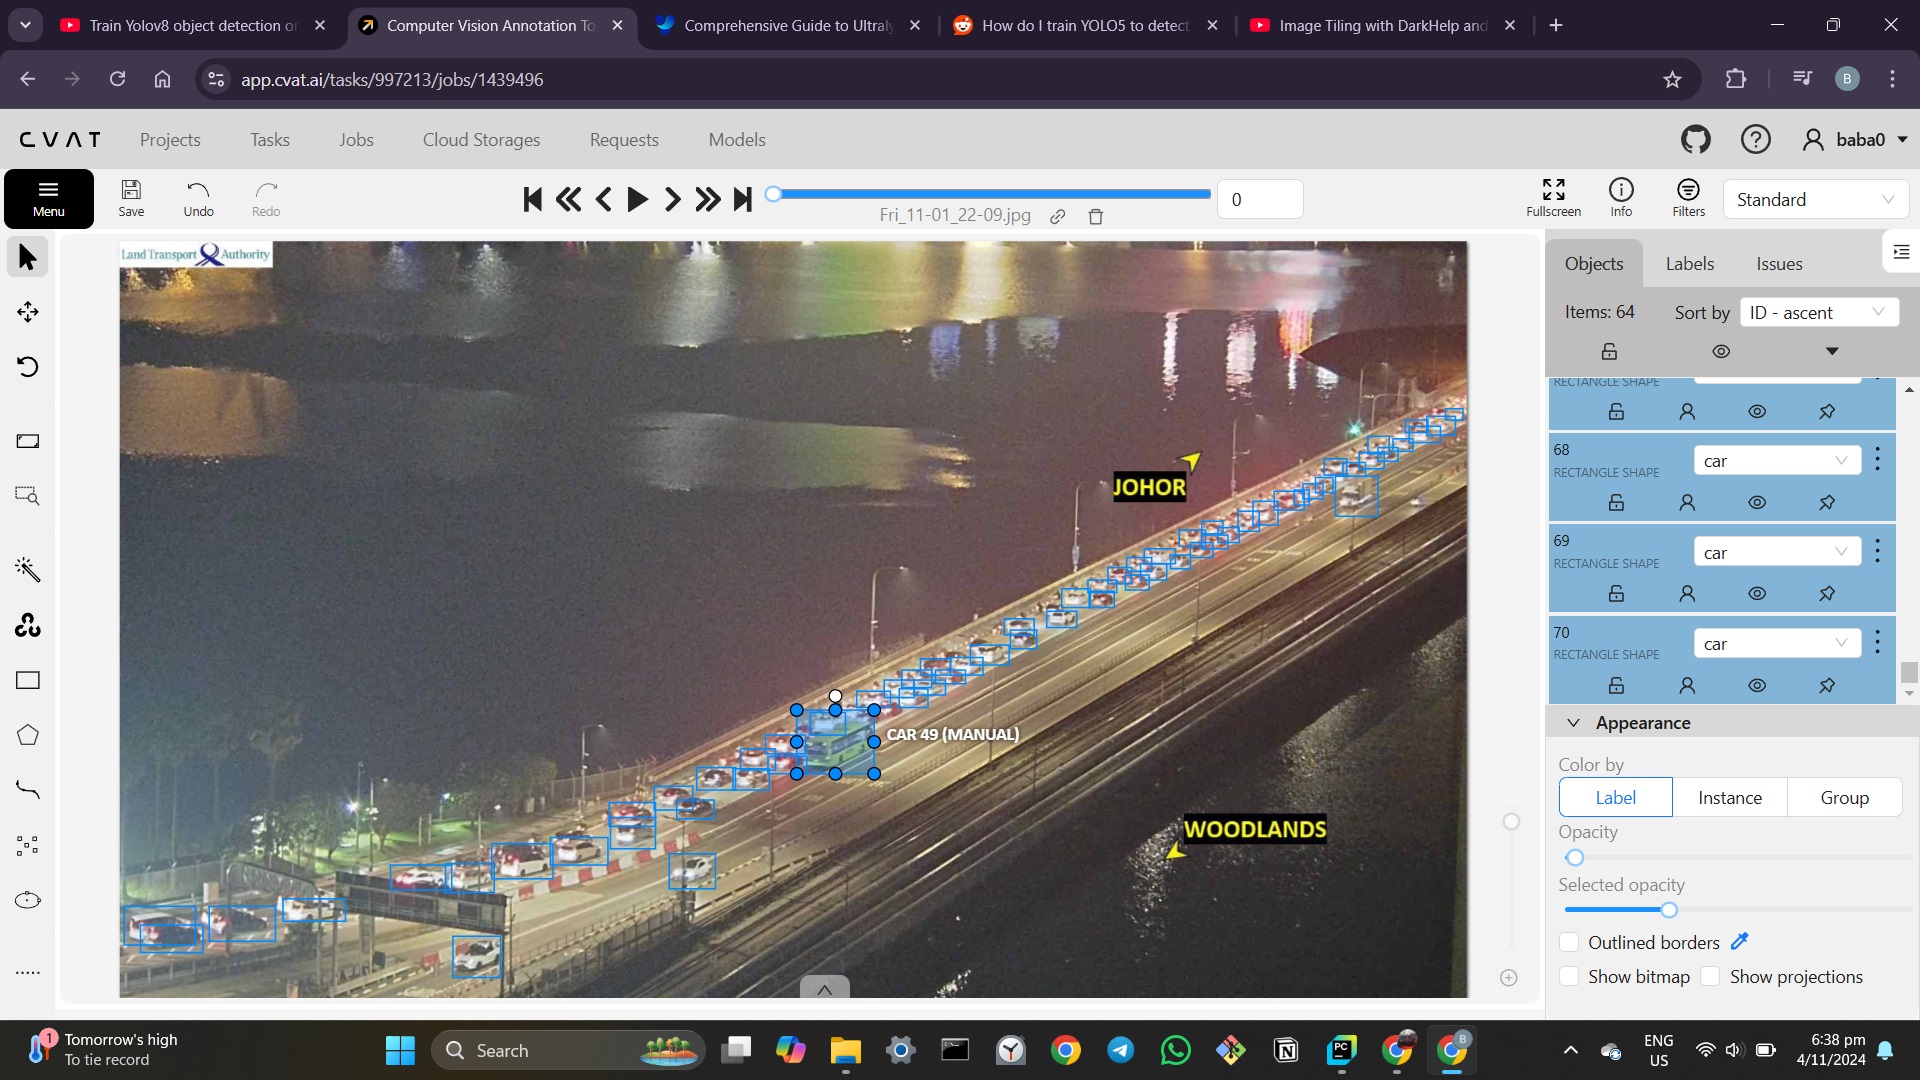 Train Yolov8 object detection on
Computer Vision Annotation To
Comprehensive Guide to Ultraly
How do I train YOLO5 to detect
Image Tiling with DarkHelp and
app.cvat.ai/tasks/997213/jobs/1439496
B
CVAT
Projects
Tasks
Jobs
Cloud Storages
Requests
Models
baba0
Menu
Save
Undo
Redo
Fri_11-01_22-09.jpg
0
Fullscreen
Info
Filters
Standard
Land Transport Authority
JOHOR
CAR 49 (MANUAL)
WOODLANDS
Objects
Labels
Issues
Items: 64
Sort by
ID - ascent
RECTANGLE SHAPE
68
RECTANGLE SHAPE
car
69
RECTANGLE SHAPE
car
70
RECTANGLE SHAPE
car
Appearance
Color by
Label
Instance
Group
Opacity
Selected opacity
Outlined borders
Show bitmap
Show projections
1
Tomorrow's high
To tie record
Search
PC
B
ENG
US
6:38 pm
4/11/2024